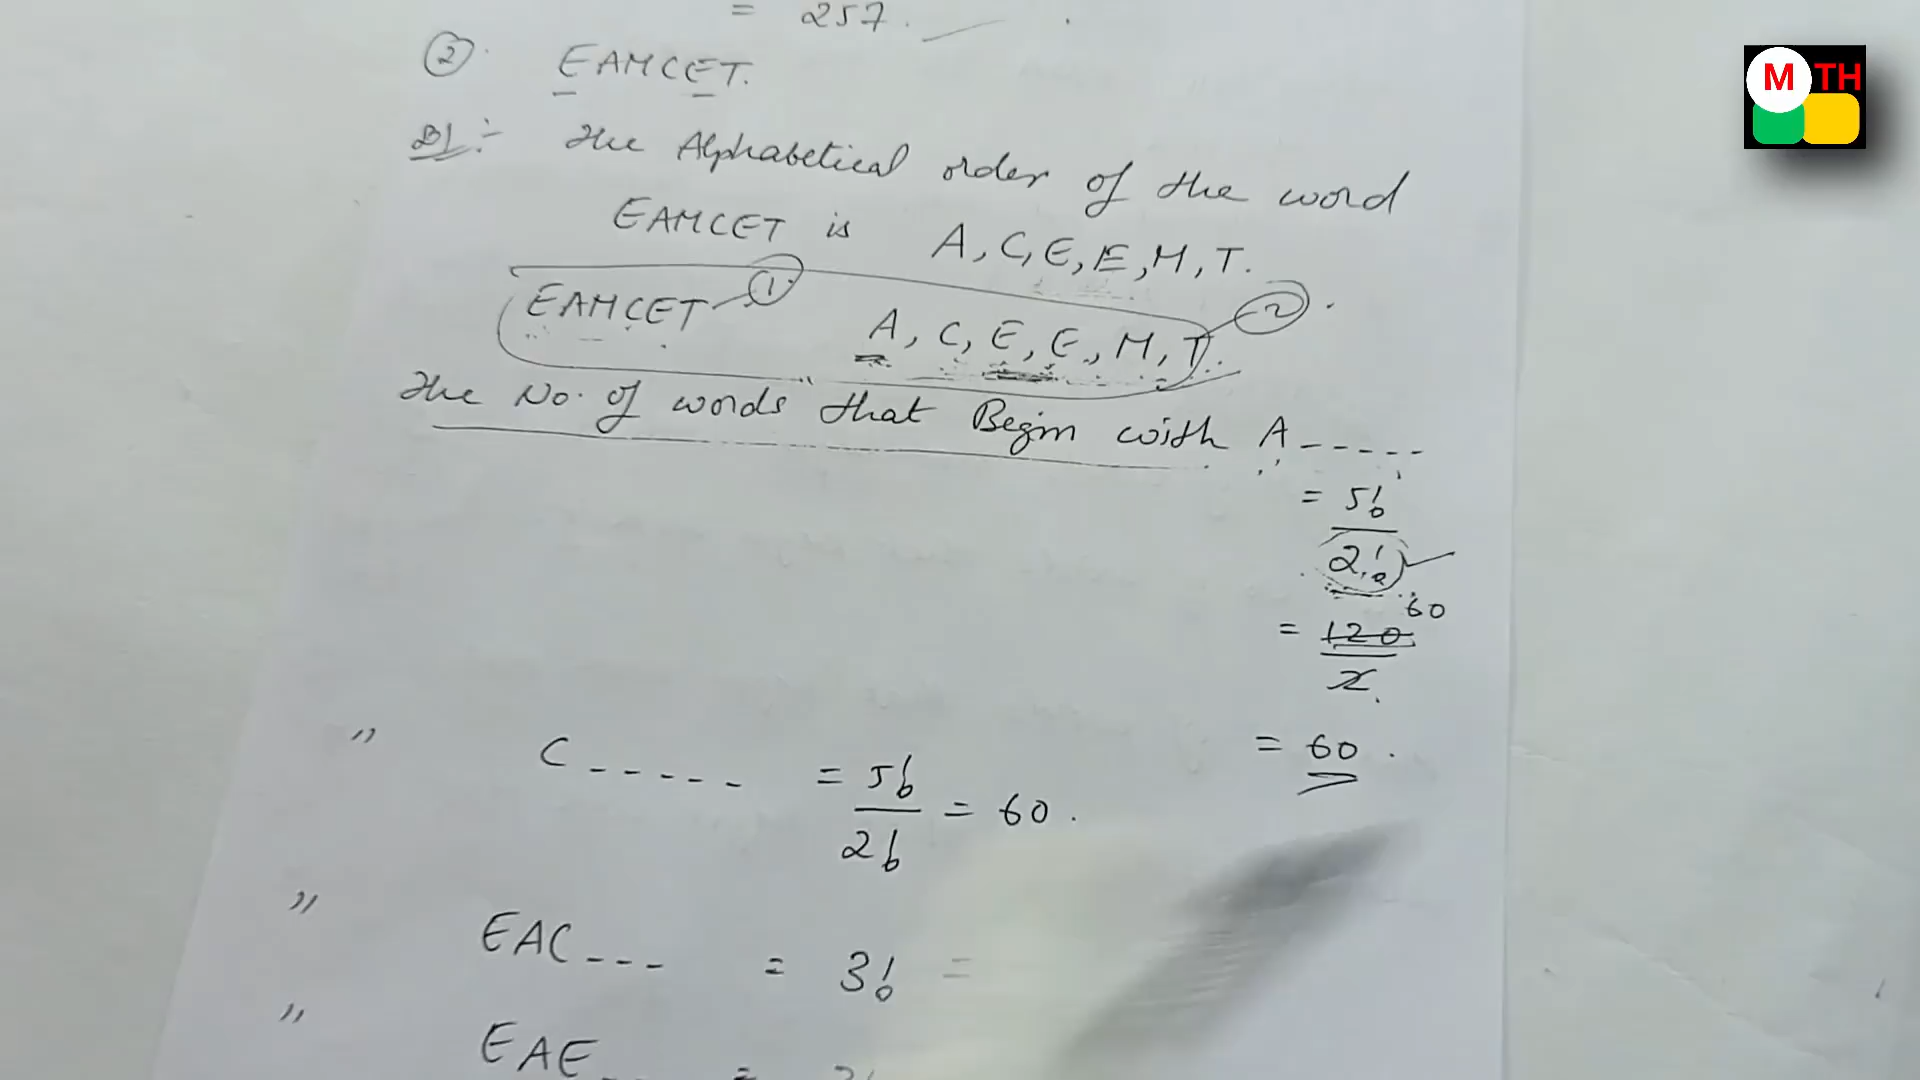 = 257.
② EAMCET.
Sol:- The Alphabetical order of the word
EAMCET is A, C, E, E, M, T.
EAMCET ① A, C, E, E, M, T. ②
The No. of words that Begin with A-----
= 5!
2!
60
= 120
2
= 60.
" C----- = 5! = 60.
2!
" EAC--- = 3! =
" EAE
M TH